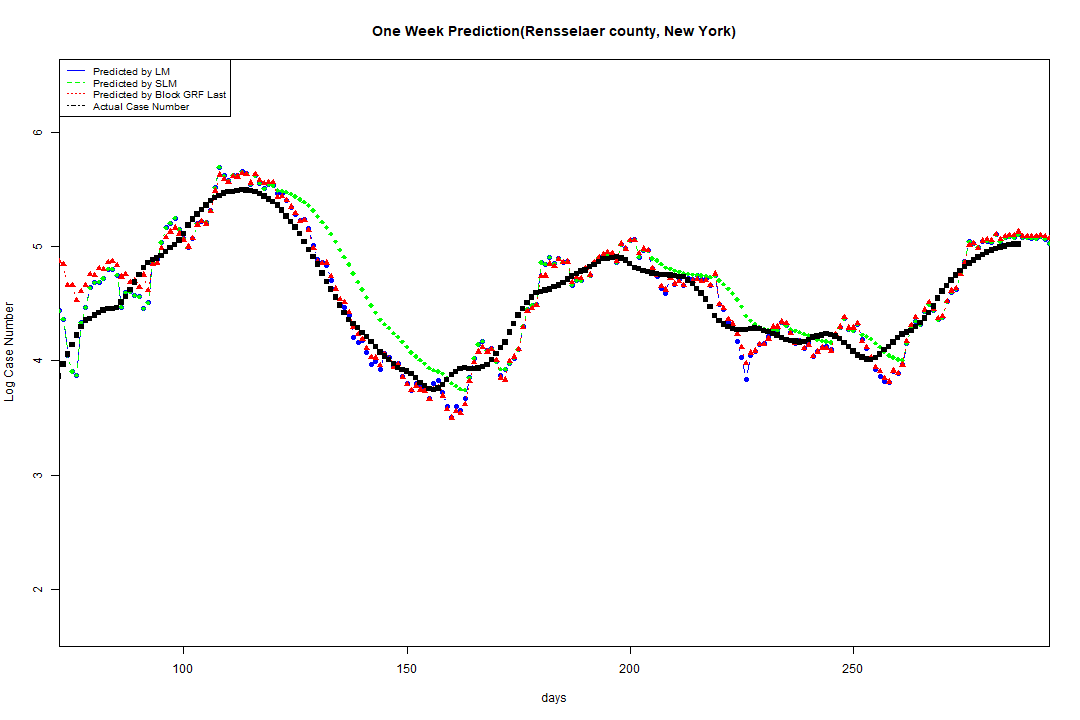 One Week Prediction(Rensselaer county, New York)
Predicted by LM
Predicted by SLM
Predicted by Block GRF Last
Actual Case Number
Log Case Number
6
5
4
3
2
100 150 200 250
days